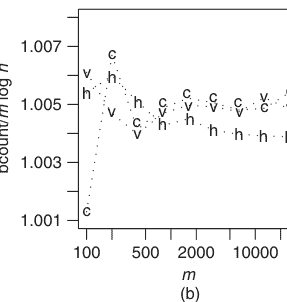 bcount/m log n
1.007
1.005
1.003
1.001
v h c
c h v
h c v
c v h
c v h
c v h
c v h
v c h
v c h
100 500 2000 10000
m
(b)